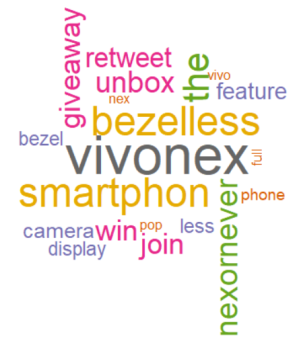 giveaway
retweet
the
vivo
unbox
feature
nex
bezelless
bezel
vivonex
full
smartphon
phone
camera
win
pop
less
display
join
nexornever